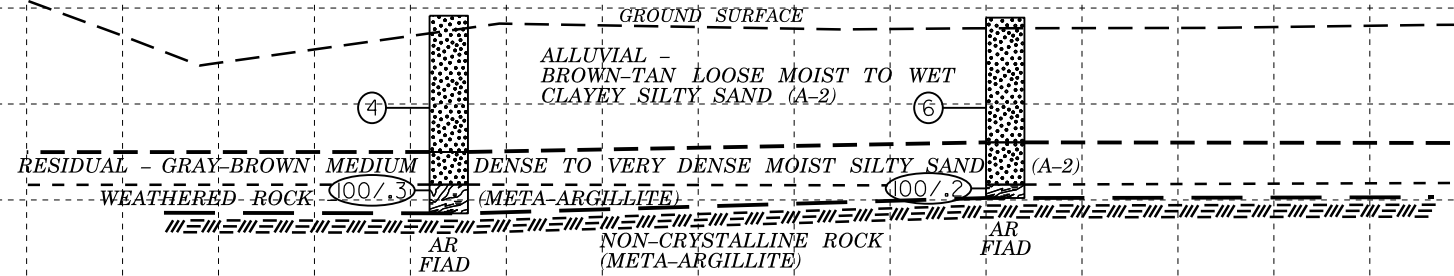 GROUND SURFACE
ALLUVIAL –
BROWN–TAN LOOSE MOIST TO WET
CLAYEY SILTY SAND (A–2)
4
6
RESIDUAL – GRAY–BROWN MEDIUM DENSE TO VERY DENSE MOIST SILTY SAND (A–2)
WEATHERED ROCK 100/.3 (META–ARGILLITE) 100/.2
NON–CRYSTALLINE ROCK
(META–ARGILLITE)
AR
FIAD
AR
FIAD